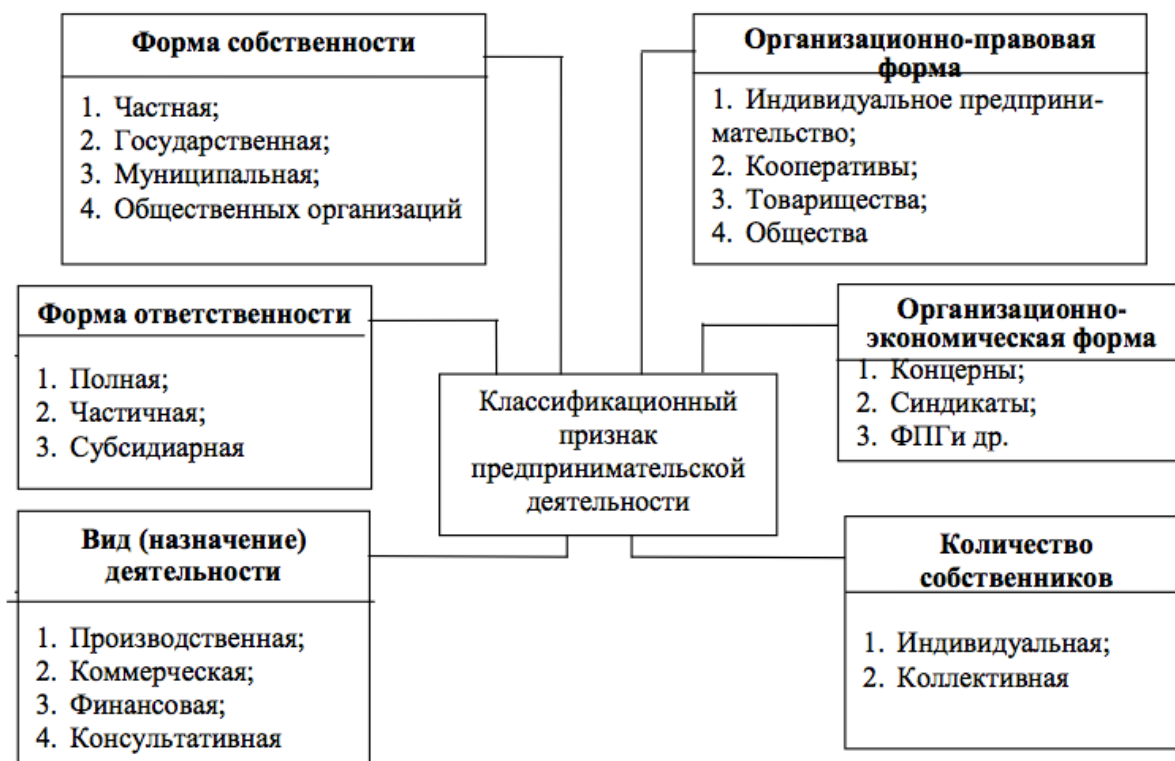 Форма собственности
1. Частная;
2. Государственная;
3. Муниципальная;
4. Общественных организаций
Организационно-правовая
форма
1. Индивидуальное предприни-
мательство;
2. Кооперативы;
3. Товарищества;
4. Общества
Форма ответственности
1. Полная;
2. Частичная;
3. Субсидиарная
Классификационный
признак
предпринимательской
деятельности
Организационно-
экономическая форма
1. Концерны;
2. Синдикаты;
3. ФПГи др.
Вид (назначение)
деятельности
1. Производственная;
2. Коммерческая;
3. Финансовая;
4. Консультативная
Количество
собственников
1. Индивидуальная;
2. Коллективная